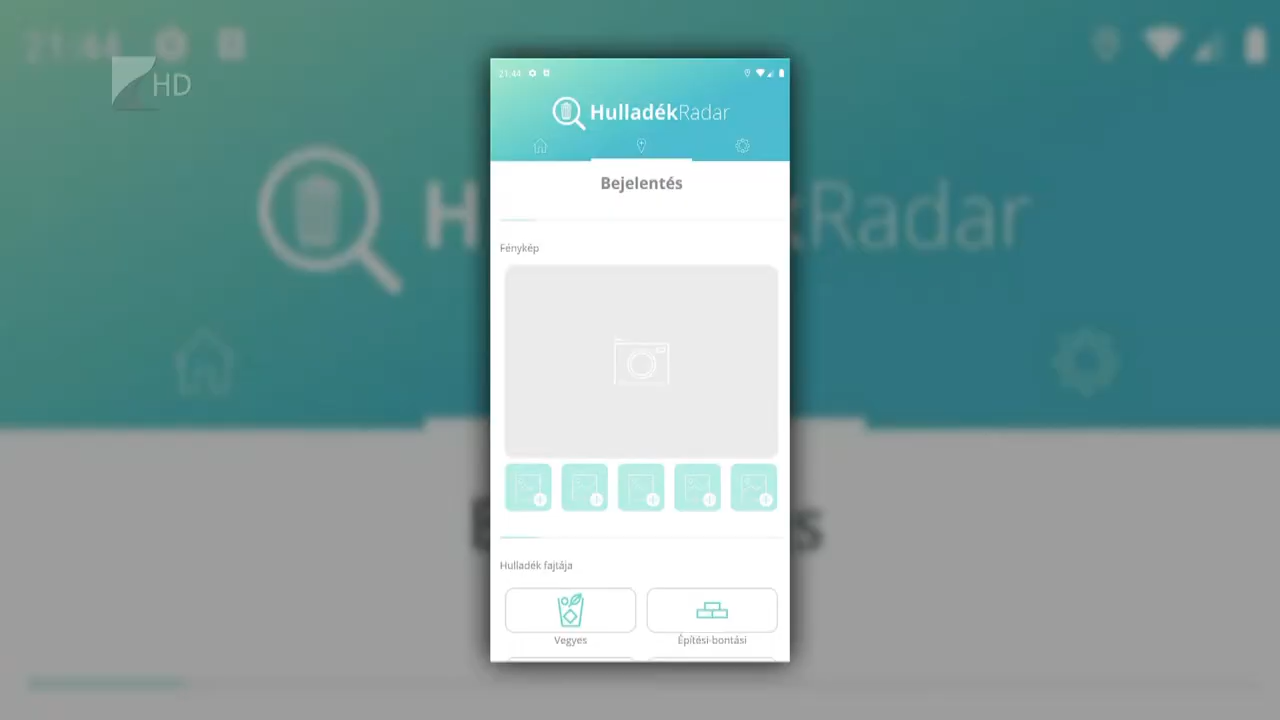 HD
21:44
HulladékRadar
Bejelentés
Fénykép
Hulladék fajtája
Vegyes
Építési-bontási